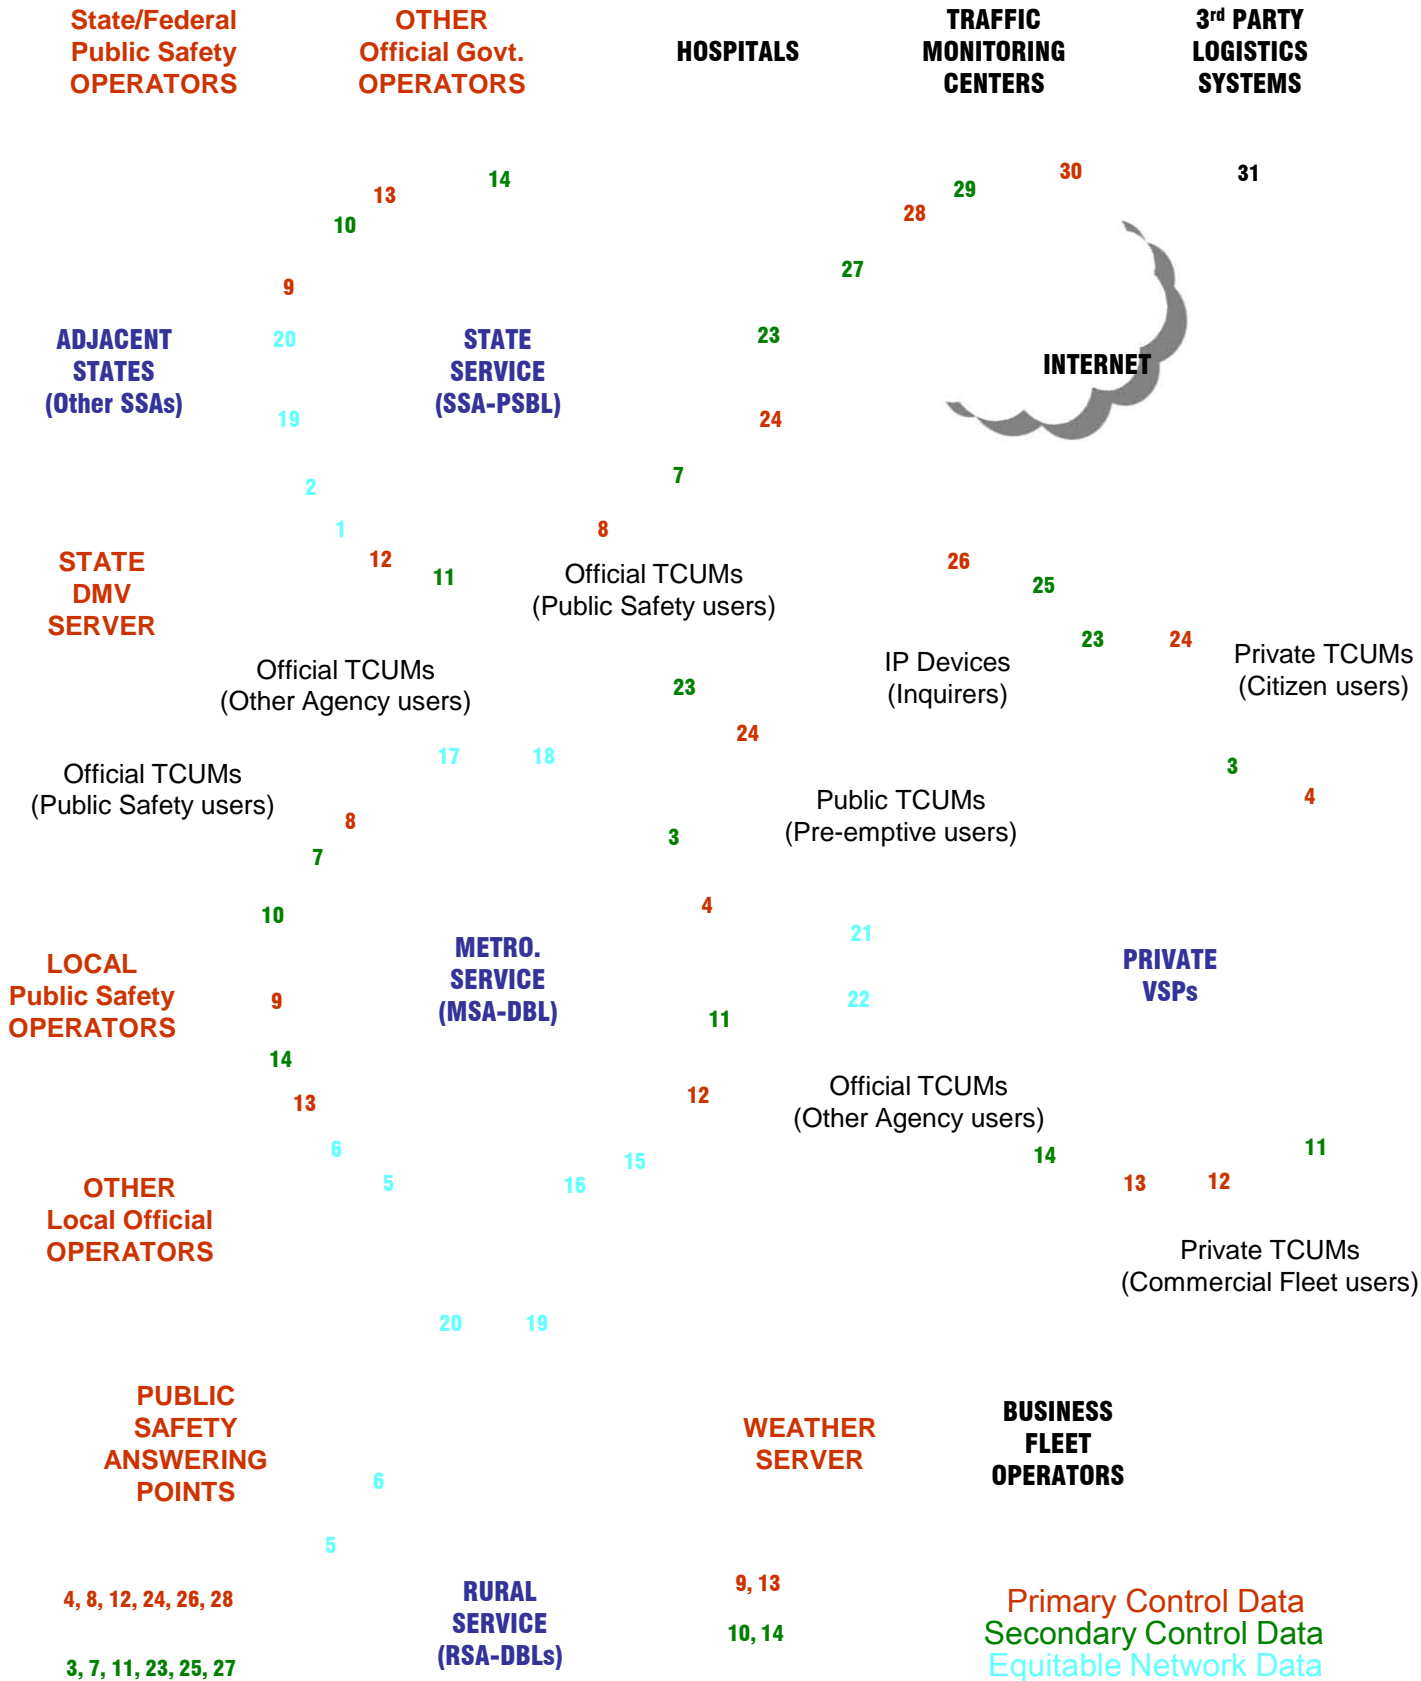 State/Federal
Public Safety
OPERATORS
OTHER
Official Govt.
OPERATORS
HOSPITALS
TRAFFIC
MONITORING
CENTERS
3rd PARTY
LOGISTICS
SYSTEMS
14
13
10
9
30
31
29
28
27
ADJACENT
STATES
(Other SSAs)
20
19
STATE
SERVICE
(SSA-PSBL)
23
24
INTERNET
7
8
2
1
12
11
STATE
DMV
SERVER
Official TCUMs
(Public Safety users)
26
25
23
24
Official TCUMs
(Other Agency users)
23
24
IP Devices
(Inquirers)
Private TCUMs
(Citizen users)
17
18
3
4
Official TCUMs
(Public Safety users)
8
7
Public TCUMs
(Pre-emptive users)
3
4
10
LOCAL
Public Safety
OPERATORS
9
METRO.
SERVICE
(MSA-DBL)
21
22
PRIVATE
VSPs
11
12
14
13
Official TCUMs
(Other Agency users)
6
5
15
16
14
13
12
11
OTHER
Local Official
OPERATORS
Private TCUMs
(Commercial Fleet users)
20
19
PUBLIC
SAFETY
ANSWERING
POINTS
WEATHER
SERVER
BUSINESS
FLEET
OPERATORS
6
5
4, 8, 12, 24, 26, 28
3, 7, 11, 23, 25, 27
RURAL
SERVICE
(RSA-DBLs)
9, 13
10, 14
Primary Control Data
Secondary Control Data
Equitable Network Data